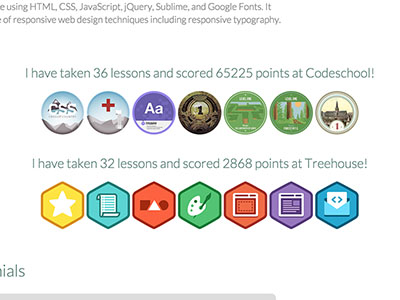 e using HTML, CSS, JavaScript, jQuery, Sublime, and Google Fonts. It
e of responsive web design techniques including responsive typography.
I have taken 36 lessons and scored 65225 points at Codeschool!
CSS
Aa
I have taken 32 lessons and scored 2868 points at Treehouse!
nials